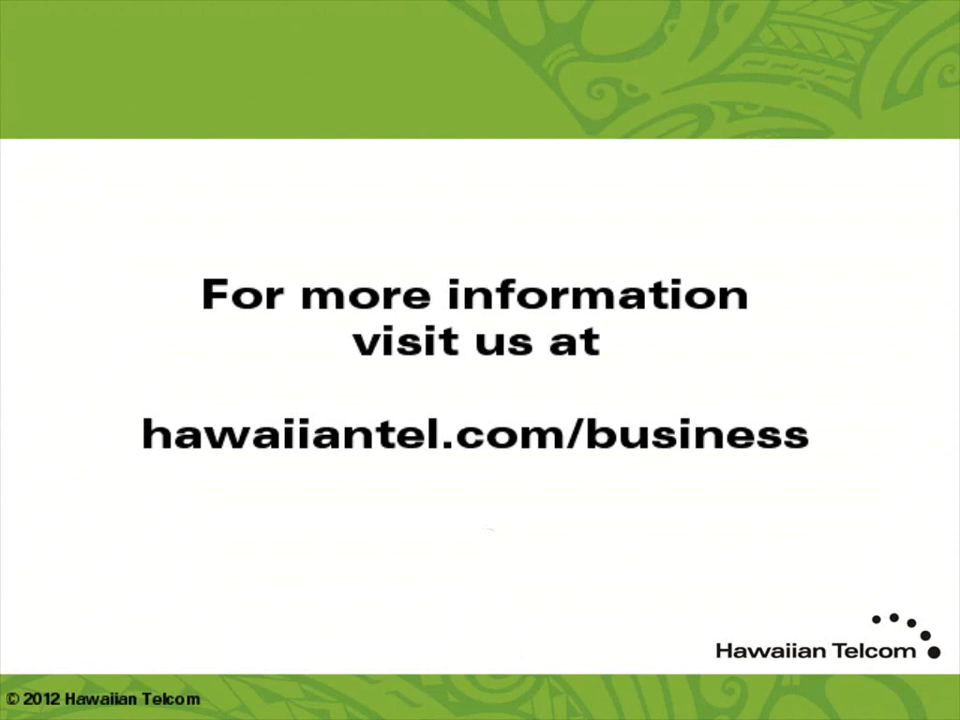 For more information
visit us at
hawaiiantel.com/business
Hawaiian Telcom
© 2012 Hawaiian Telcom